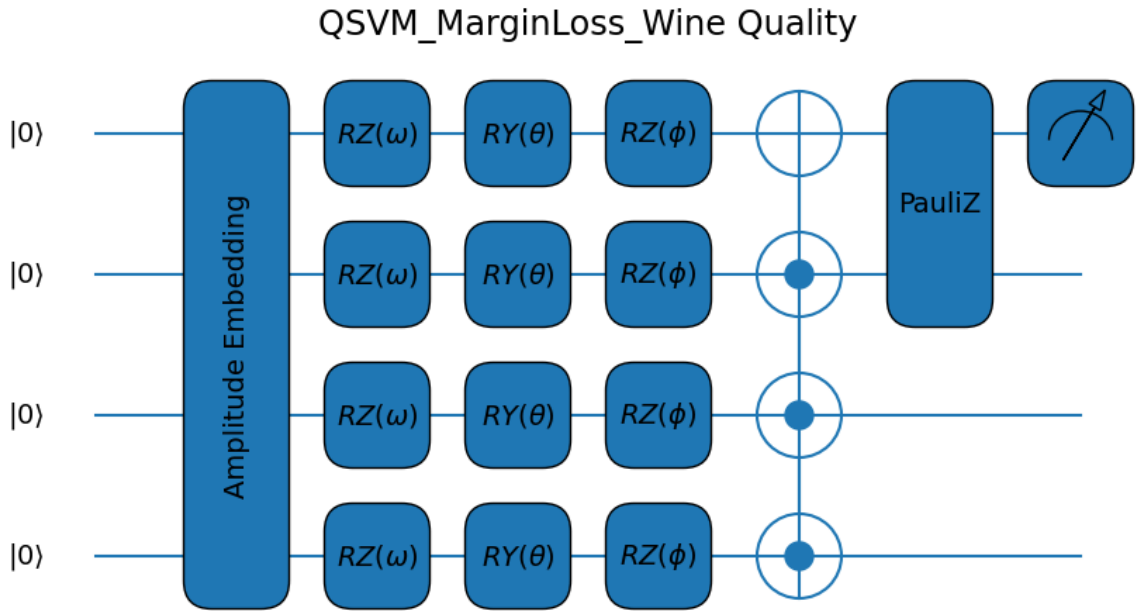 QSVM_MarginLoss_Wine Quality
|0⟩ RZ(ω) RY(θ) RZ(ϕ)
PauliZ
|0⟩ RZ(ω) RY(θ) RZ(ϕ)
Amplitude Embedding
|0⟩ RZ(ω) RY(θ) RZ(ϕ)
|0⟩ RZ(ω) RY(θ) RZ(ϕ)